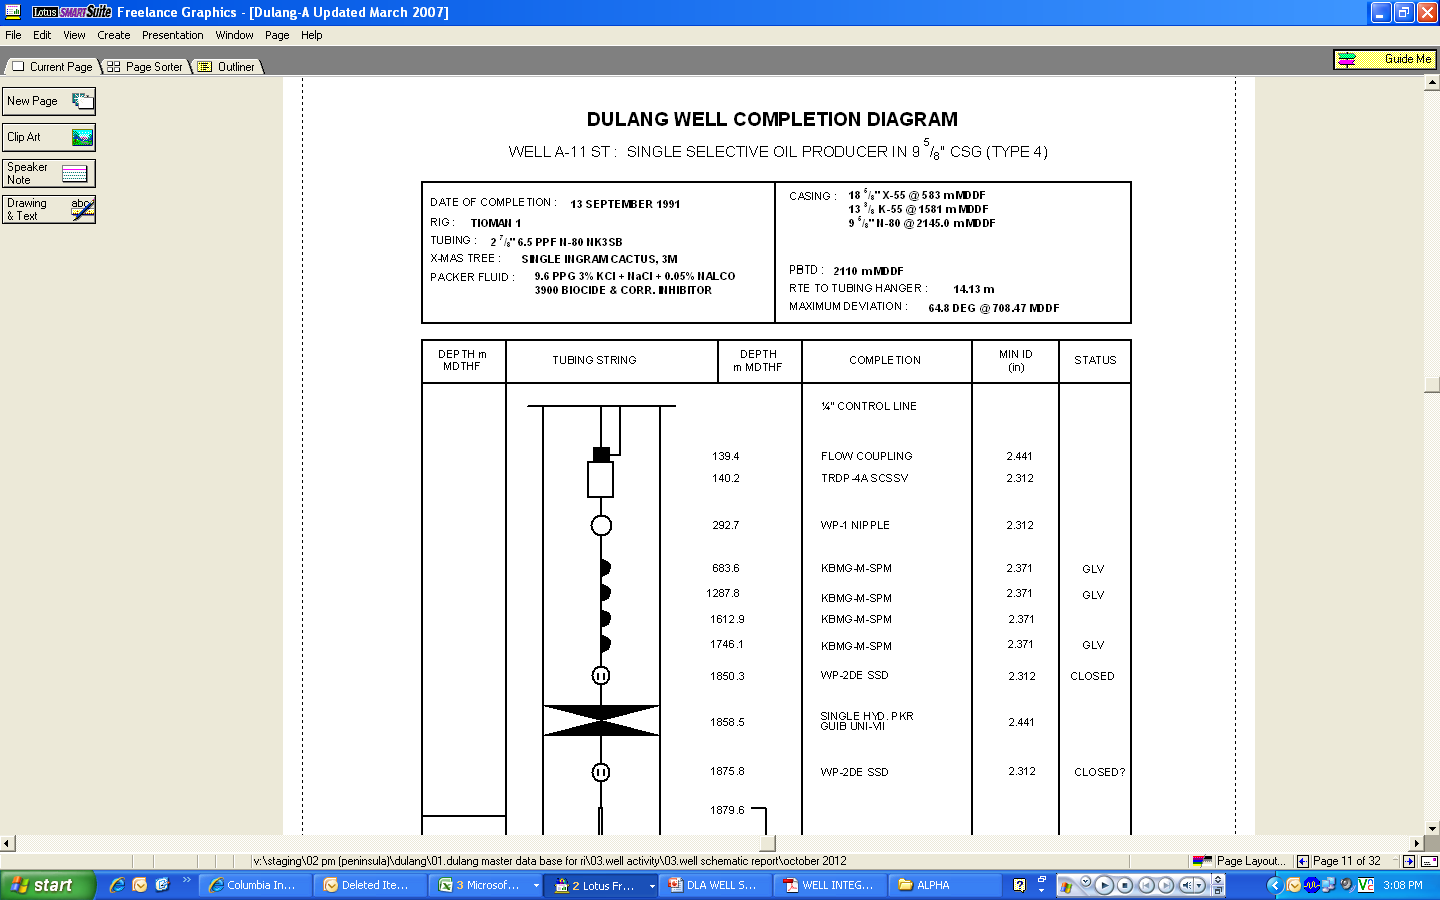 Lotus SMARTSuite Freelance Graphics - [Dulang-A Updated March 2007]
File Edit View Create Presentation Window Page Help
Current Page Page Sorter Outliner Guide Me
New Page
Clip Art
Speaker
Note
Drawing
& Text
abc
DULANG WELL COMPLETION DIAGRAM
WELL A-11 ST : SINGLE SELECTIVE OIL PRODUCER IN 9 5/8" CSG (TYPE 4)
DATE OF COMPLETION : 13 SEPTEMBER 1991
RIG : TIOMAN 1
TUBING : 2 7/8" 6.5 PPF N-80 NK3SB
X-MAS TREE : SINGLE INGRAM CACTUS, 3M
PACKER FLUID : 9.6 PPG 3% KCl + NaCl + 0.05% NALCO
3900 BIOCIDE & CORR. INHIBITOR
CASING : 18 5/8" X-55 @ 583 mMDDF
13 3/8 K-55 @ 1581 mMDDF
9 5/8" N-80 @ 2145.0 mMDDF
PBTD : 2110 mMDDF
RTE TO TUBING HANGER : 14.13 m
MAXIMUM DEVIATION : 64.8 DEG @ 708.47 MDDF
DEPTH m
MDTHF
TUBING STRING
DEPTH
m MDTHF
COMPLETION
MIN ID
(in)
STATUS
¼" CONTROL LINE
139.4 FLOW COUPLING 2.441
140.2 TRDP-4A SCSSV 2.312
292.7 WP-1 NIPPLE 2.312
683.6 KBMG-M-SPM 2.371 GLV
1287.8 KBMG-M-SPM 2.371 GLV
1612.9 KBMG-M-SPM 2.371
1746.1 KBMG-M-SPM 2.371 GLV
1850.3 WP-2DE SSD 2.312 CLOSED
1858.5 SINGLE HYD. PKR
GUIB UNI-VII 2.441
1875.8 WP-2DE SSD 2.312 CLOSED?
1879.6
v:\staging\02 pm (peninsula)\dulang\01.dulang master data base for ri\03.well activity\03.well schematic report\october 2012 Page Layout... Page 11 of 32
start Columbia In... Deleted Ite... 3 Microsof... 2 Lotus Fr... DLA WELL S... WELL INTEG... ALPHA 3:08 PM